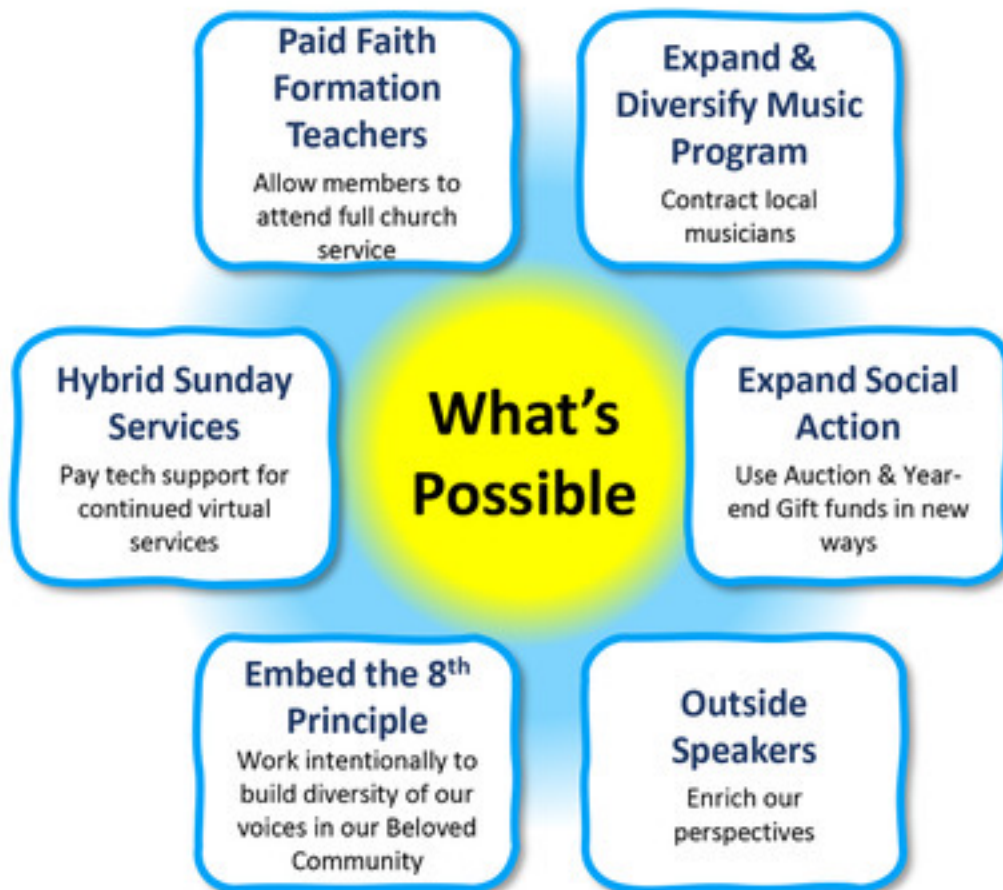 Paid Faith
Formation
Teachers
Allow members to
attend full church
service
Expand &
Diversify Music
Program
Contract local
musicians
Hybrid Sunday
Services
Pay tech support for
continued virtual
services
What's
Possible
Expand Social
Action
Use Auction & Year-
end Gift funds in new
ways
Embed the 8th
Principle
Work intentionally to
build diversity of our
voices in our Beloved
Community
Outside
Speakers
Enrich our
perspectives